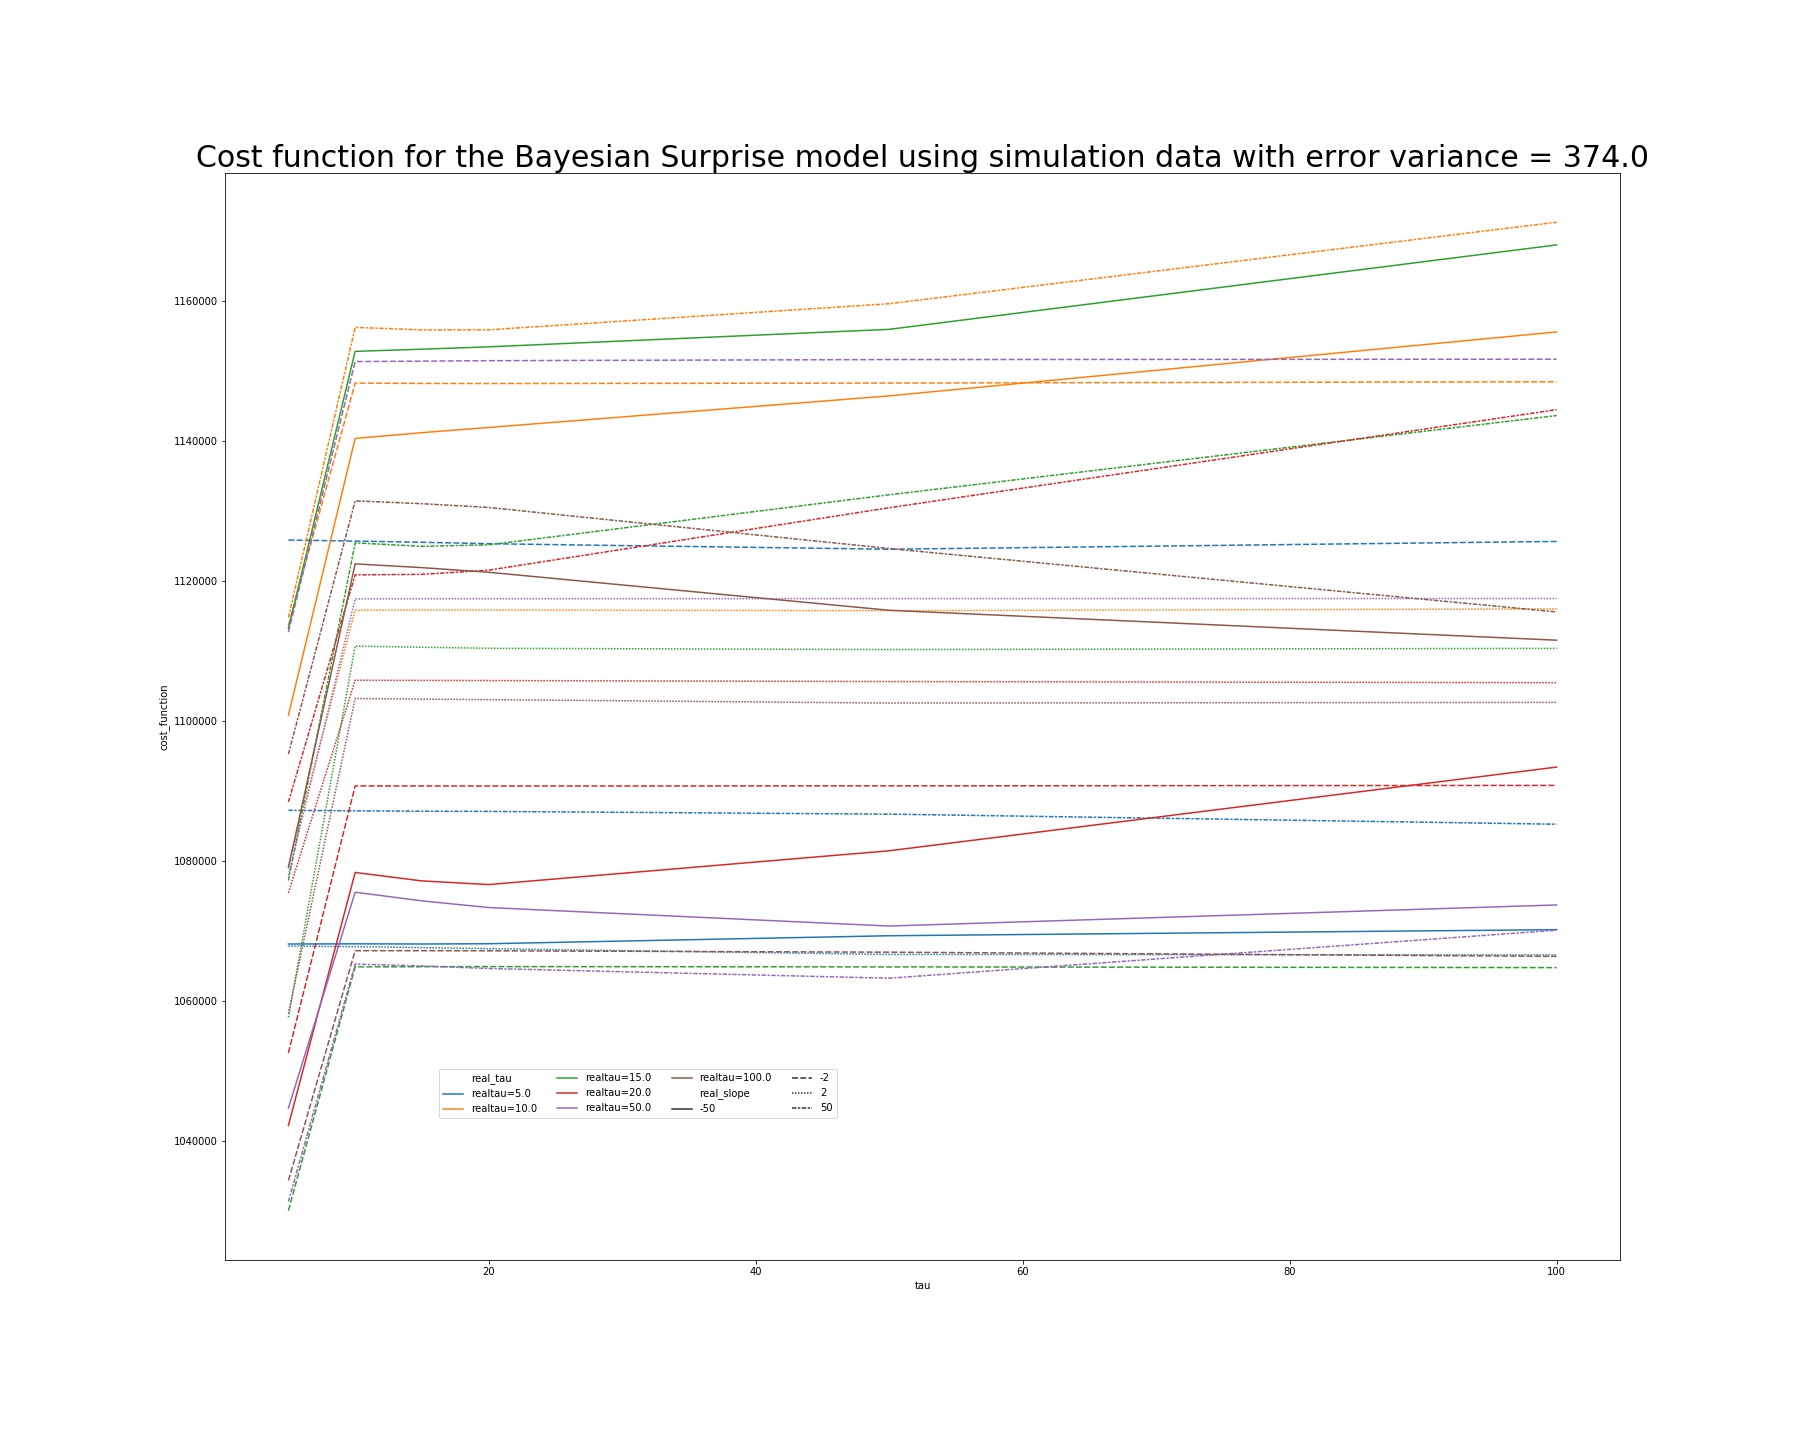 Cost function for the Bayesian Surprise model using simulation data with error variance = 374.0
1160000
1140000
1120000
1100000
1080000
1060000
1040000
cost_function
real_tau
realtau=5.0
realtau=10.0
realtau=15.0
realtau=20.0
realtau=50.0
realtau=100.0
real_slope
-50
-2
2
50
20
40
60
80
100
tau